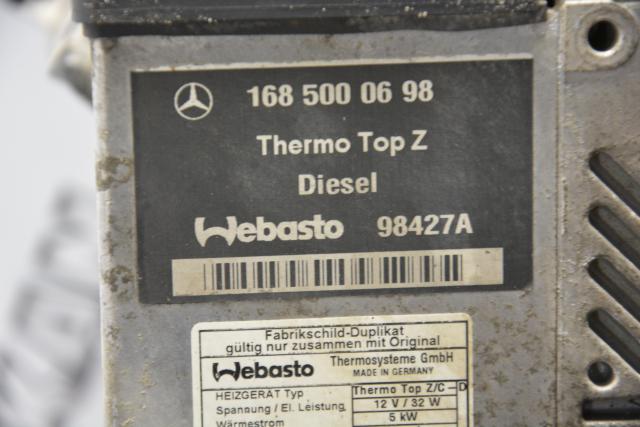 168 500 06 98
Thermo Top Z
Diesel
Webasto 98427A
Fabrikschild-Duplikat
gültig nur zusammen mit Original
Webasto Thermosysteme GmbH
MADE IN GERMANY
HEIZGERÄT Typ Thermo Top Z/C - D
Spannung / El. Leistung 12 V / 32 W
Wärmestrom 5 kW